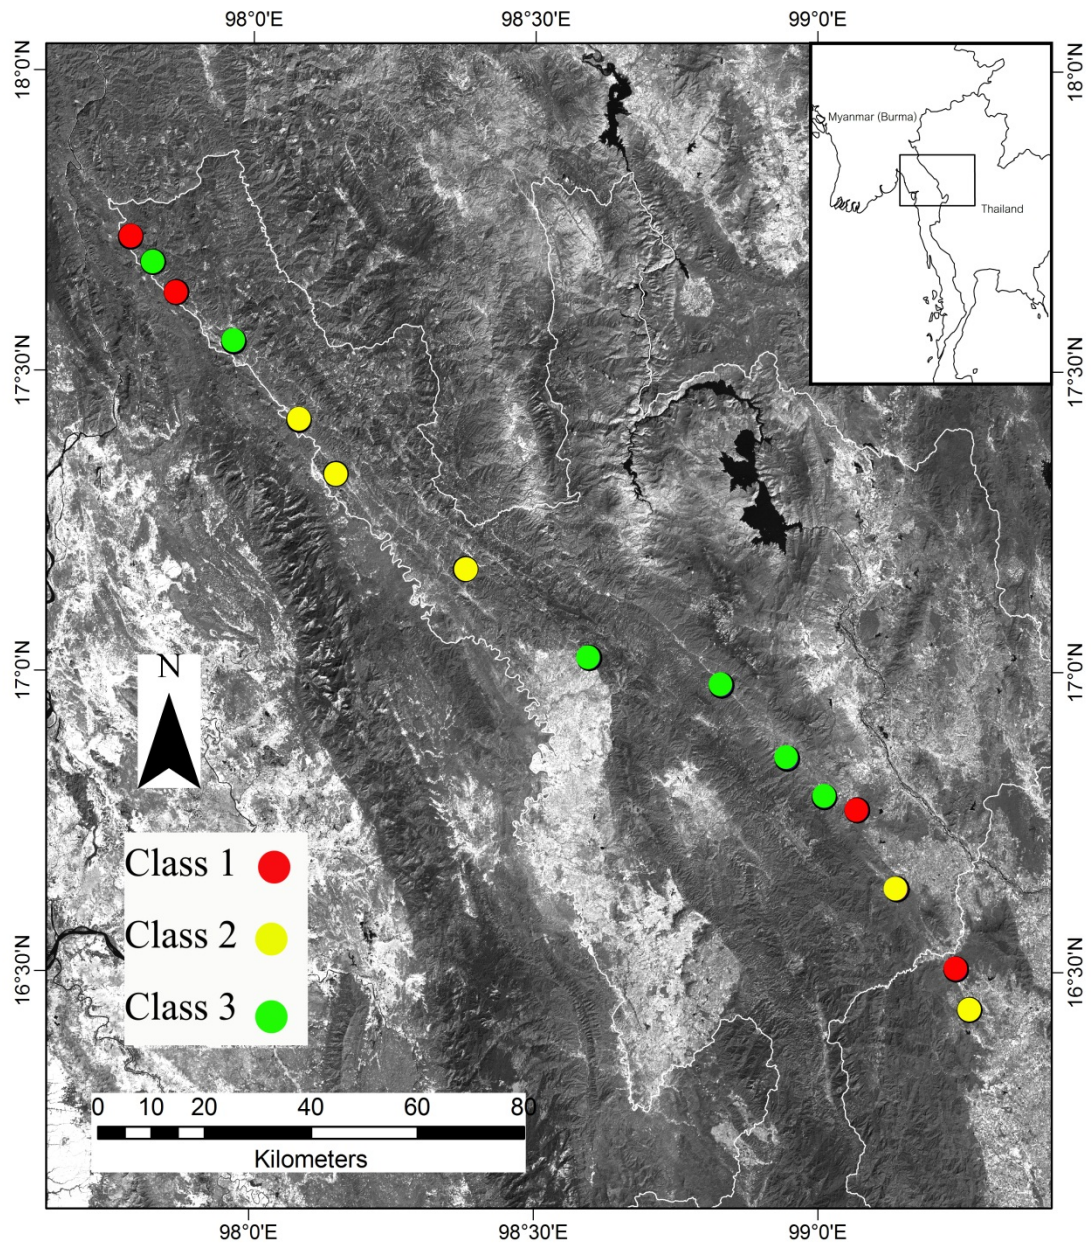 98°0'E 98°30'E 99°0'E
18°0'N 18°0'N
Myanmar (Burma)
Thailand
17°30'N 17°30'N
17°0'N 17°0'N
N
Class 1
Class 2
Class 3
16°30'N 16°30'N
0 10 20 40 60 80
Kilometers
98°0'E 98°30'E 99°0'E